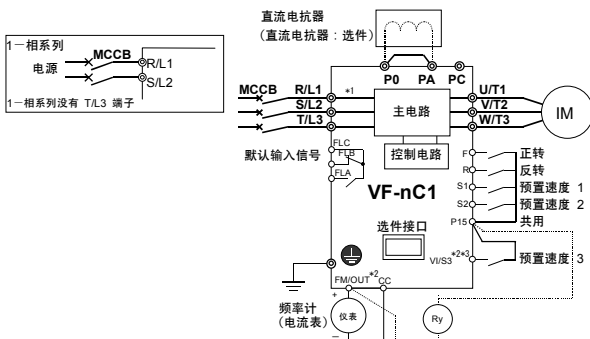 直流电抗器
(直流电抗器：选件)
1－相系列
电源
MCCB
R/L1
S/L2
1－相系列没有 T/L3 端子
P0 PA PC
MCCB
R/L1
*1
S/L2
T/L3
主电路
U/T1
V/T2
W/T3
IM
默认输入信号
FLC
FLB
FLA
控制电路
F
正转
R
反转
VF-nC1
S1
预置速度 1
S2
预置速度 2
P15
共用
选件接口
VI/S3 *2*3
预置速度 3
FM/OUT *2 CC
+
频率计
(电流表)
仪表
Ry
−